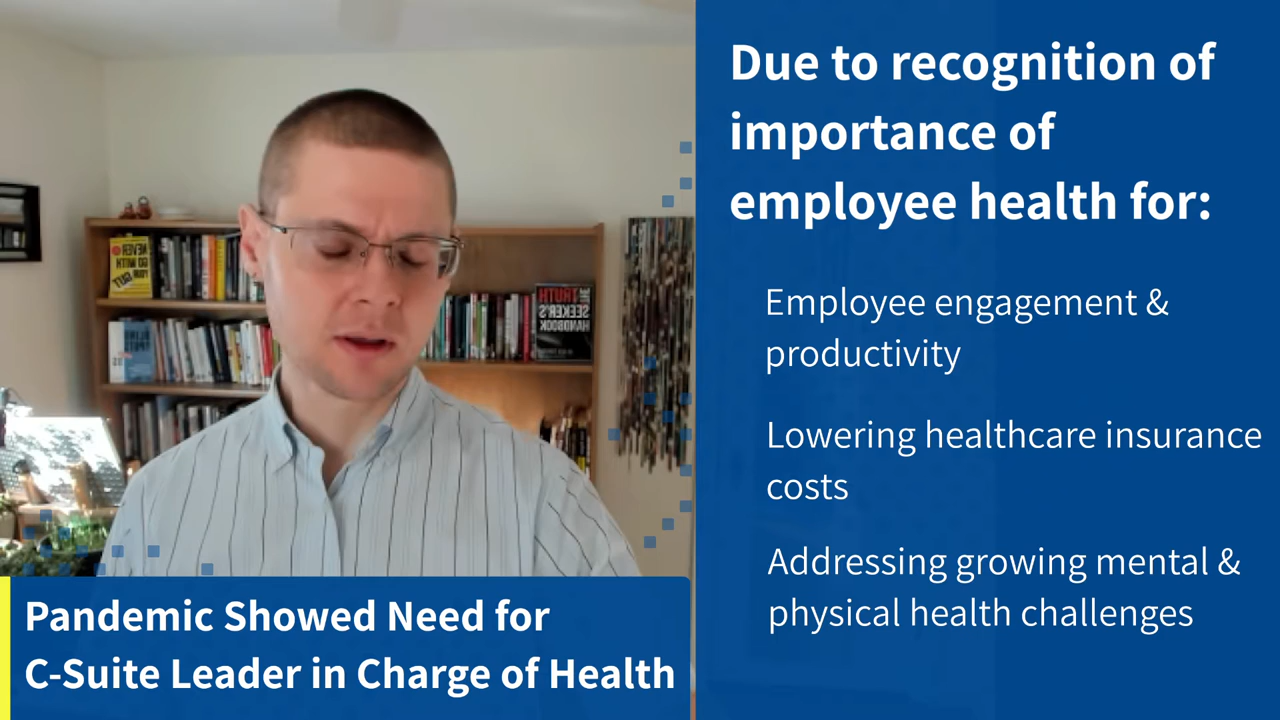 Due to recognition of
importance of
employee health for:
Employee engagement &
productivity
Lowering healthcare insurance
costs
Addressing growing mental &
physical health challenges
Pandemic Showed Need for
C-Suite Leader in Charge of Health
NEVER
GO WITH
YOUR
GUT
THE
TRUTH
SEEKER'S
HANDBOOK
BLIND